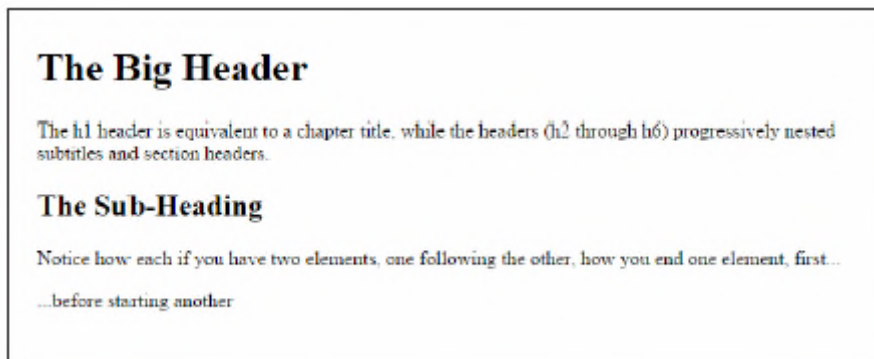 The Big Header
The h1 header is equivalent to a chapter title, while the headers (h2 through h6) progressively nested
subtitles and section headers.
The Sub-Heading
Notice how each if you have two elements, one following the other, how you end one element, first...
...before starting another